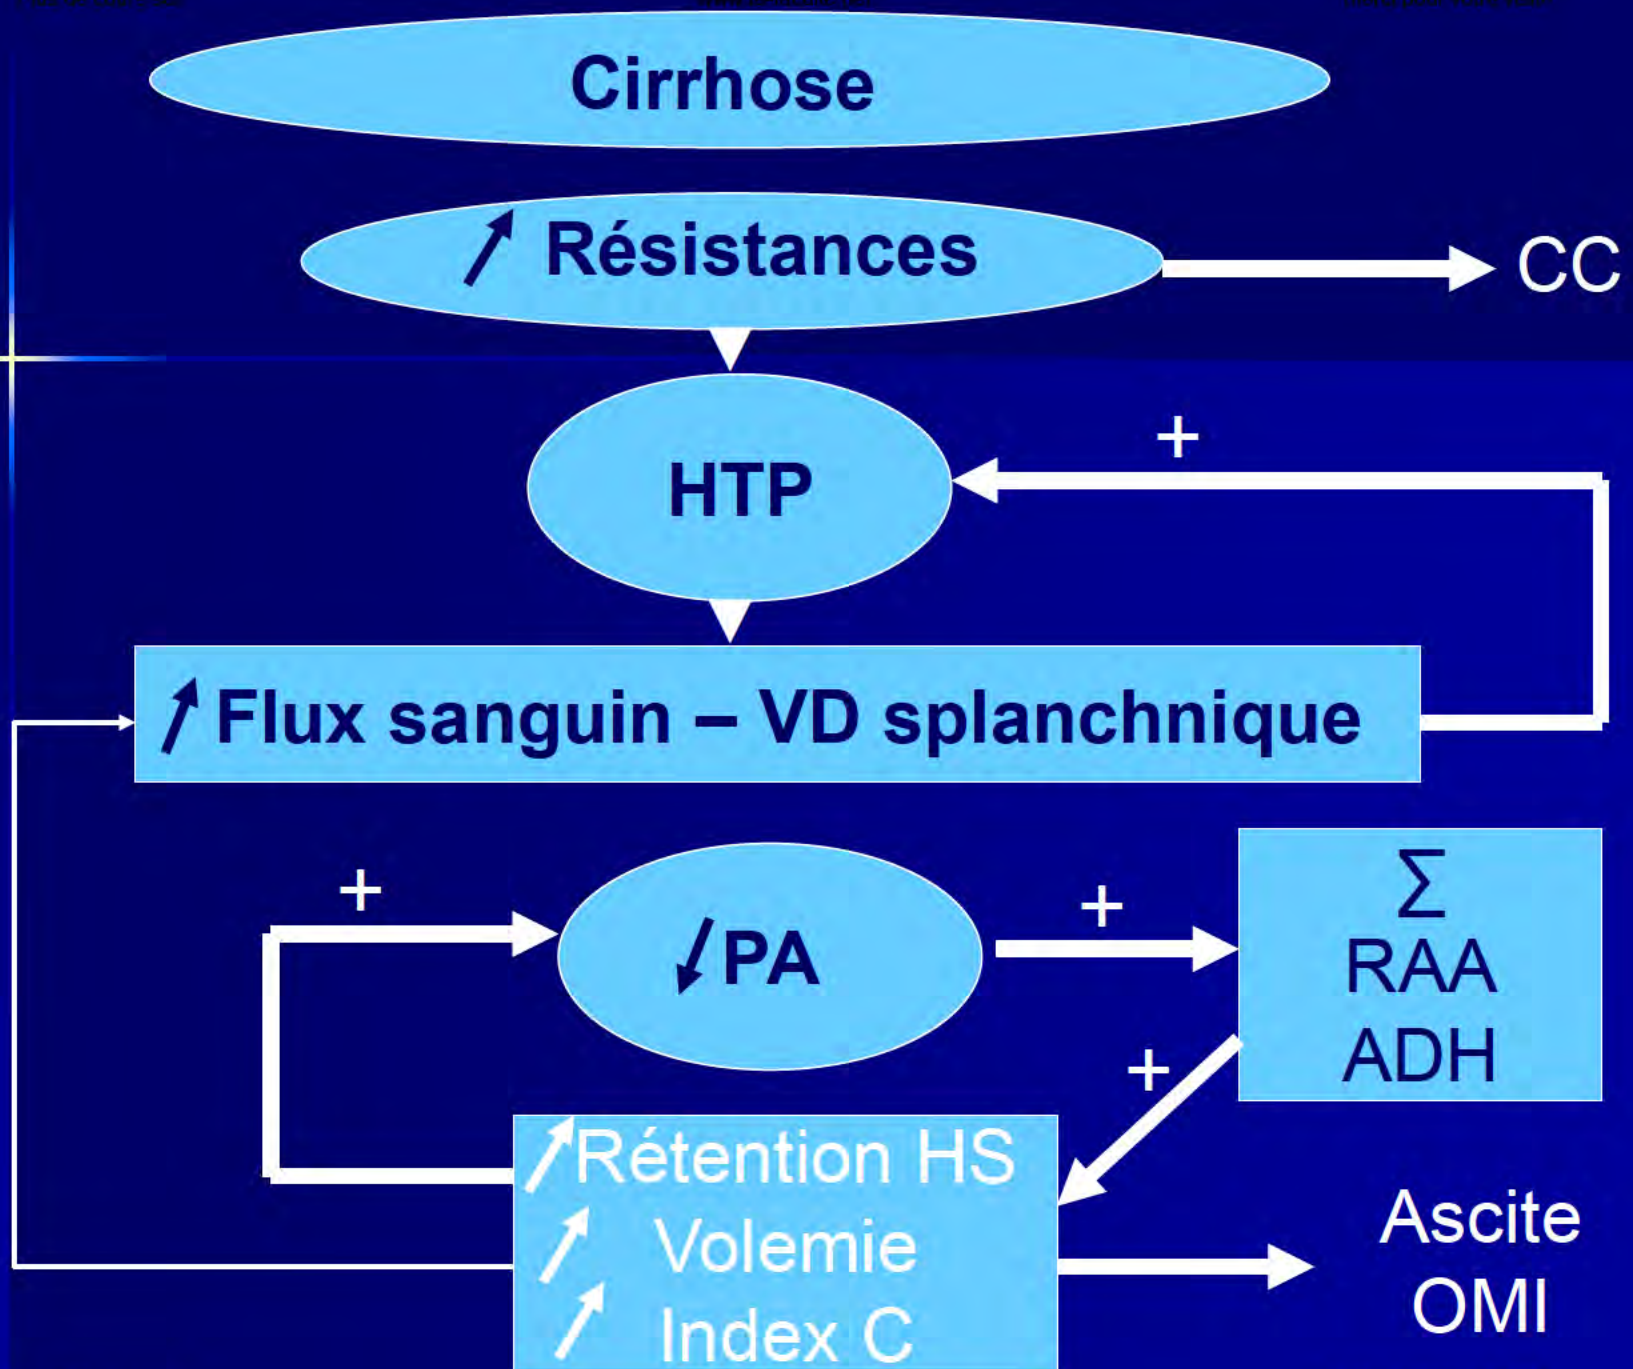 Cirrhose
Résistances
CC
+
HTP
Flux sanguin – VD splanchnique
+
PA
+
∑
RAA
ADH
+
Rétention HS
Volemie
Index C
Ascite
OMI